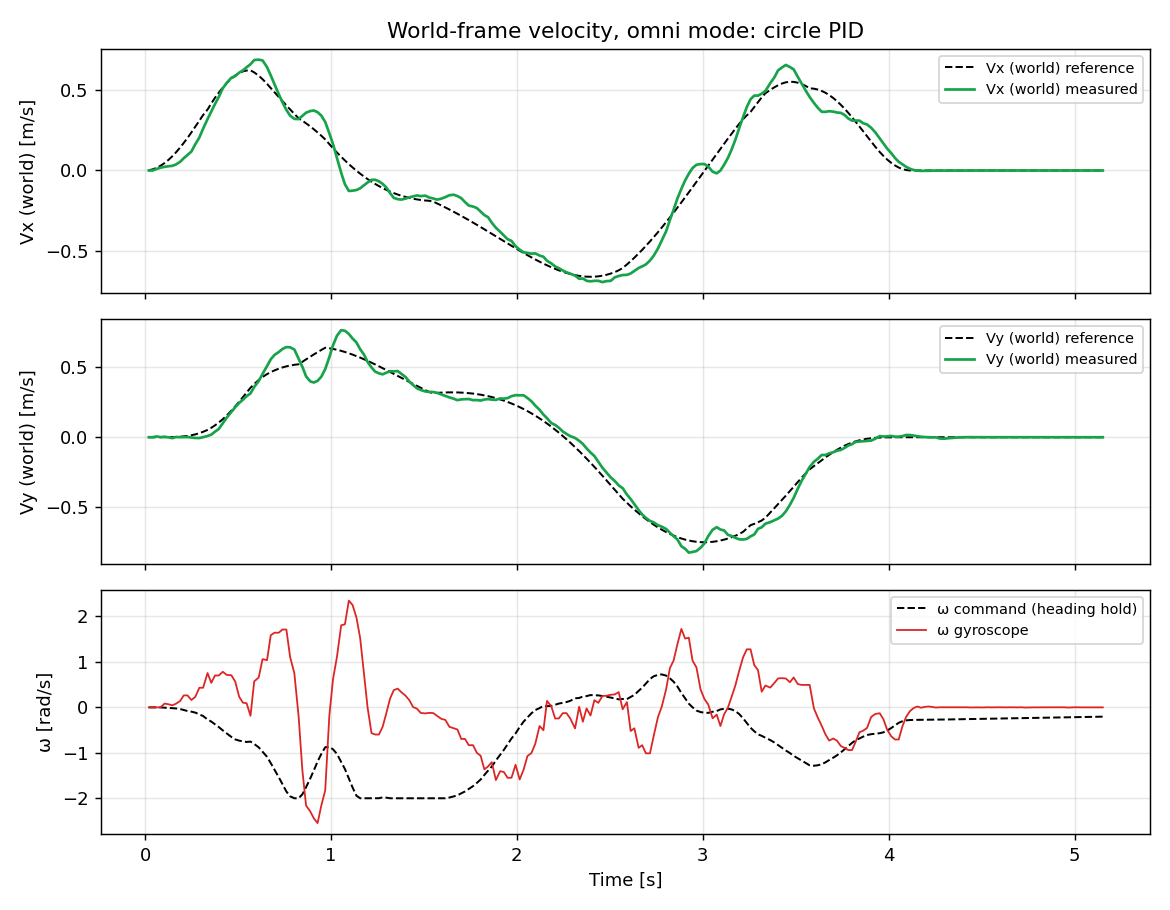 World-frame velocity, omni mode: circle PID
Vx (world) [m/s]
0.5
0.0
−0.5
Vx (world) reference
Vx (world) measured
Vy (world) [m/s]
0.5
0.0
−0.5
Vy (world) reference
Vy (world) measured
ω [rad/s]
2
1
0
−1
−2
ω command (heading hold)
ω gyroscope
0 1 2 3 4 5
Time [s]